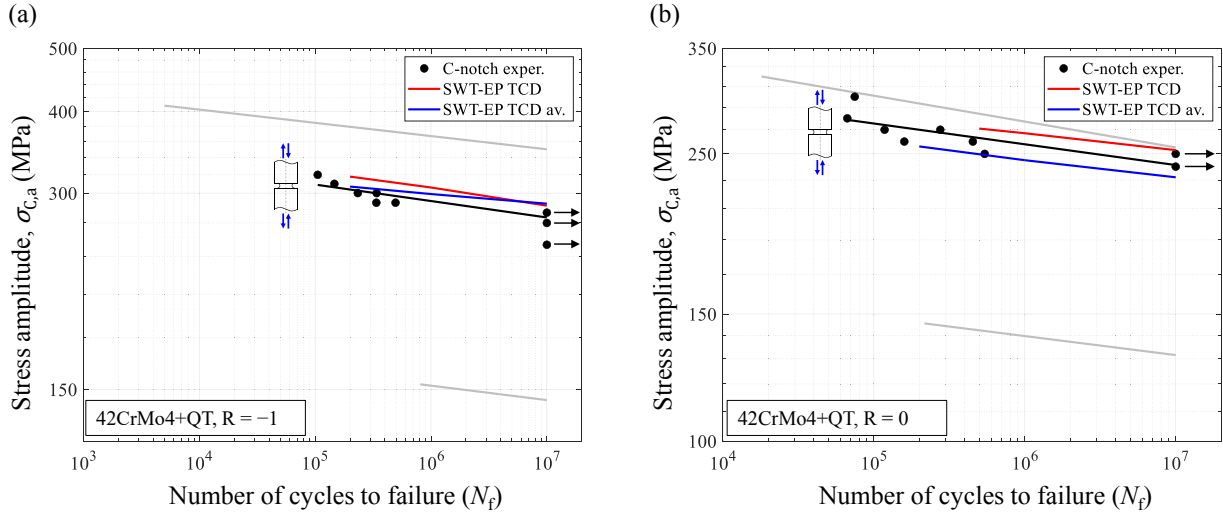 (a)
500
400
300
150
Stress amplitude, σC,a (MPa)
C-notch exper.
SWT-EP TCD
SWT-EP TCD av.
42CrMo4+QT, R = −1
10³
10⁴
10⁵
10⁶
10⁷
Number of cycles to failure (Nf)
(b)
350
250
150
100
Stress amplitude, σC,a (MPa)
C-notch exper.
SWT-EP TCD
SWT-EP TCD av.
42CrMo4+QT, R = 0
10⁴
10⁵
10⁶
10⁷
Number of cycles to failure (Nf)